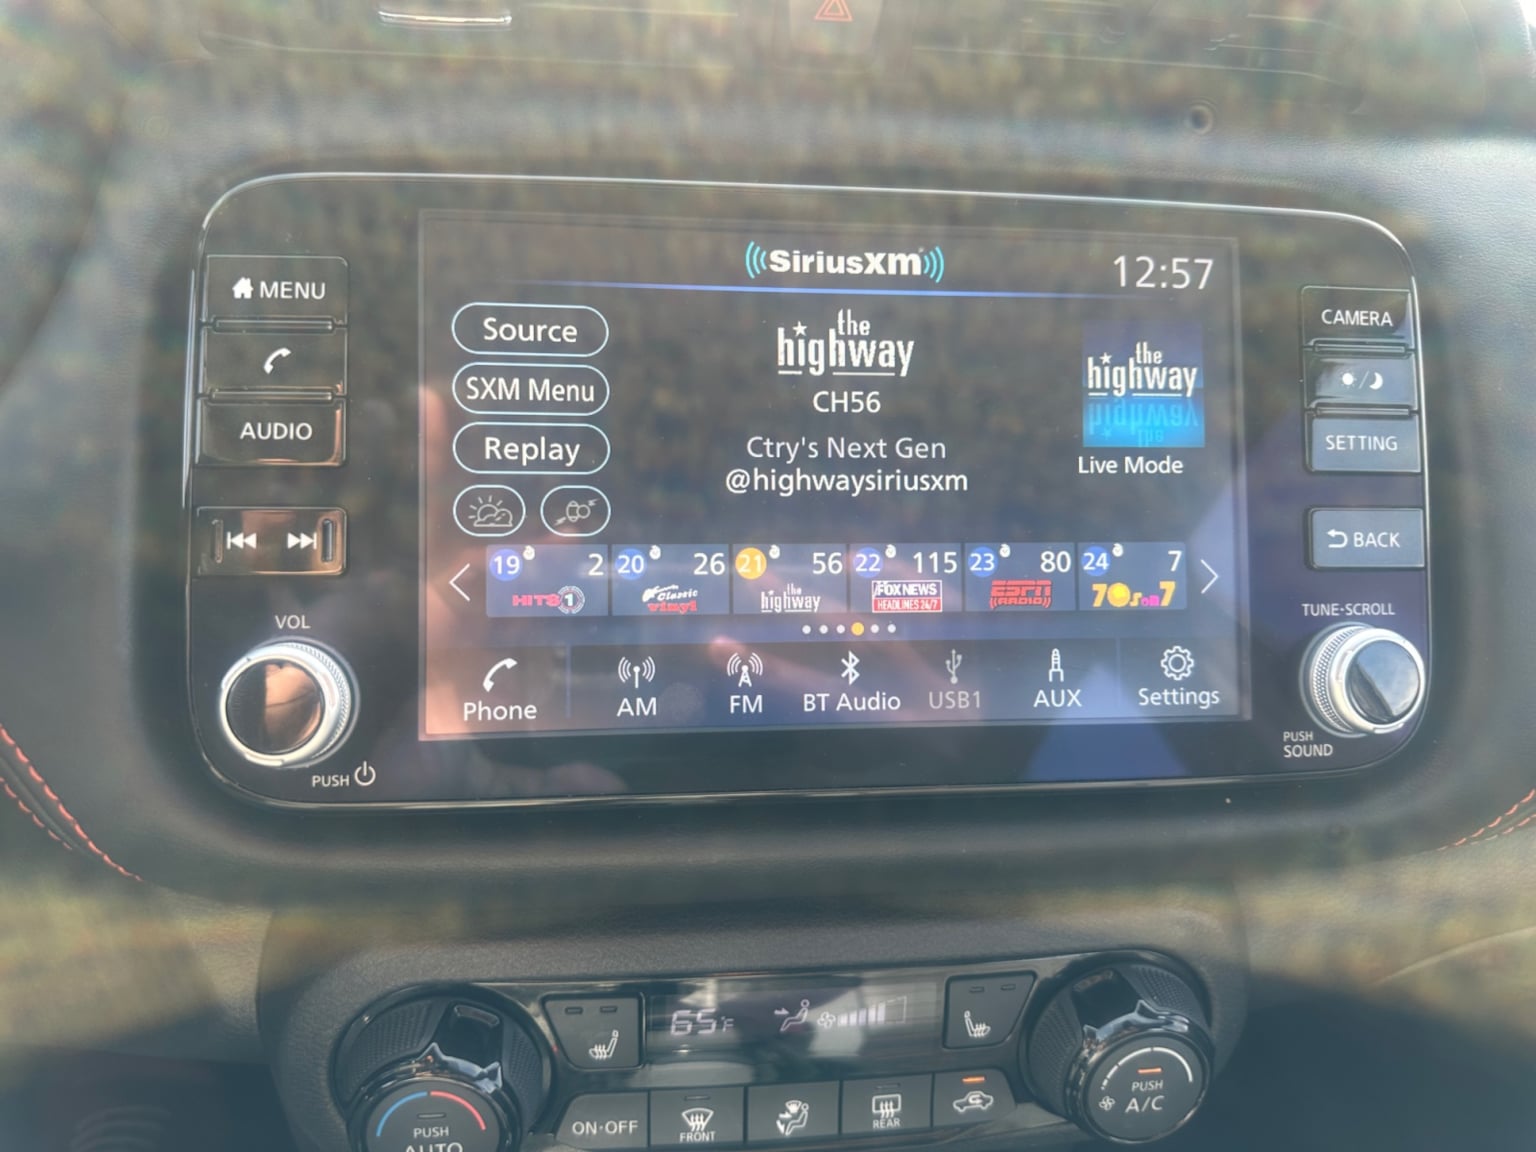 SiriusXM
12:57
MENU
AUDIO
VOL
PUSH
Source
SXM Menu
Replay
the
highway
CH56
Ctry's Next Gen
@highwaysiriusxm
the
highway
Live Mode
19 2 20 26 21 56 22 115 23 80 24 7
HITS 1
Classic
vinyl
the
highway
FOX NEWS
HEADLINES 24/7
ESPN
RADIO
70s on 7
Phone
AM
FM
BT Audio
USB1
AUX
Settings
CAMERA
SETTING
BACK
TUNE·SCROLL
PUSH
SOUND
65°F
PUSH
AUTO
ON·OFF
FRONT
REAR
PUSH
A/C